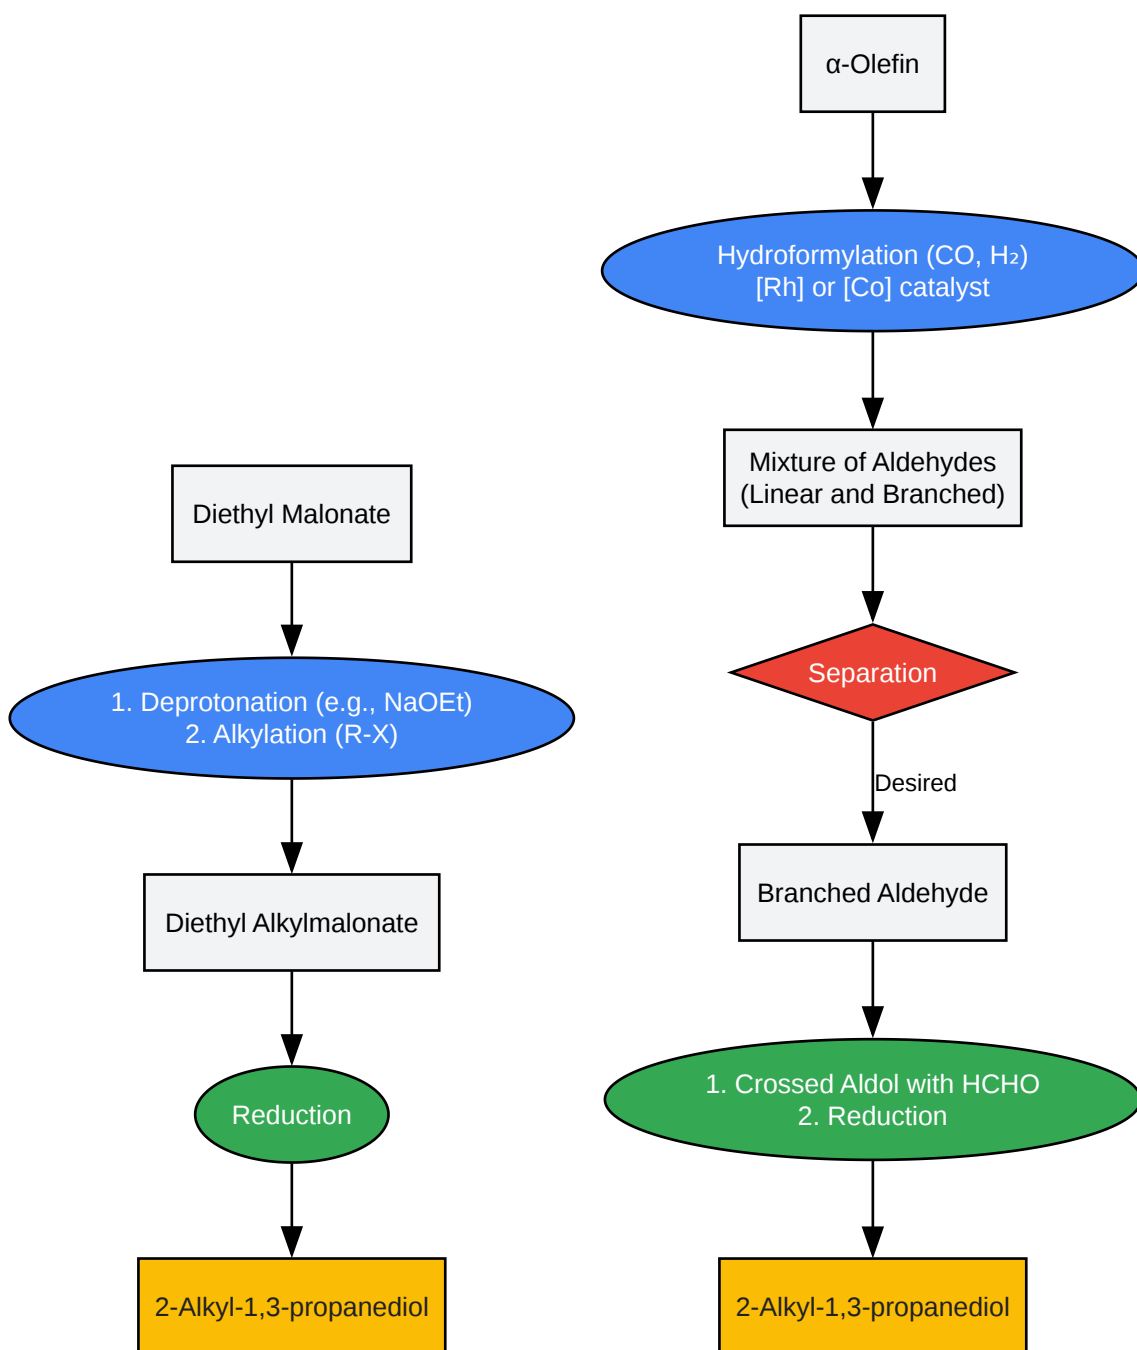 Diethyl Malonate
1. Deprotonation (e.g., NaOEt)
2. Alkylation (R-X)
Diethyl Alkylmalonate
Reduction
2-Alkyl-1,3-propanediol
α-Olefin
Hydroformylation (CO, H₂)
[Rh] or [Co] catalyst
Mixture of Aldehydes
(Linear and Branched)
Separation
Desired
Branched Aldehyde
1. Crossed Aldol with HCHO
2. Reduction
2-Alkyl-1,3-propanediol